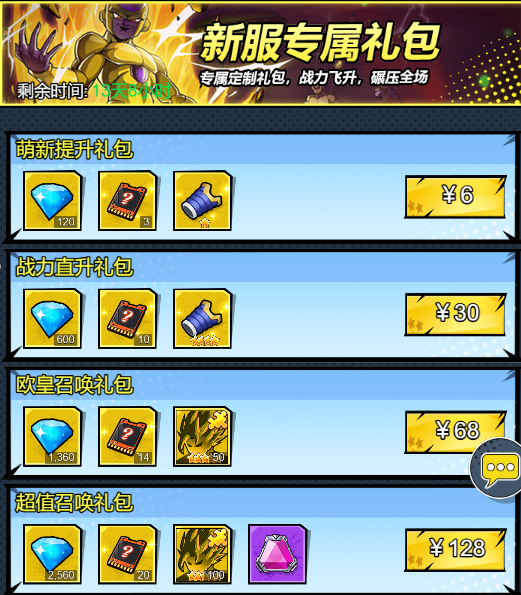 新服专属礼包
专属定制礼包，战力飞升，碾压全场
剩余时间: 13天8小时
萌新提升礼包
120
?
3
¥6
战力直升礼包
600
?
10
¥30
欧皇召唤礼包
1,360
?
14
50
¥68
超值召唤礼包
2,560
?
20
100
¥128